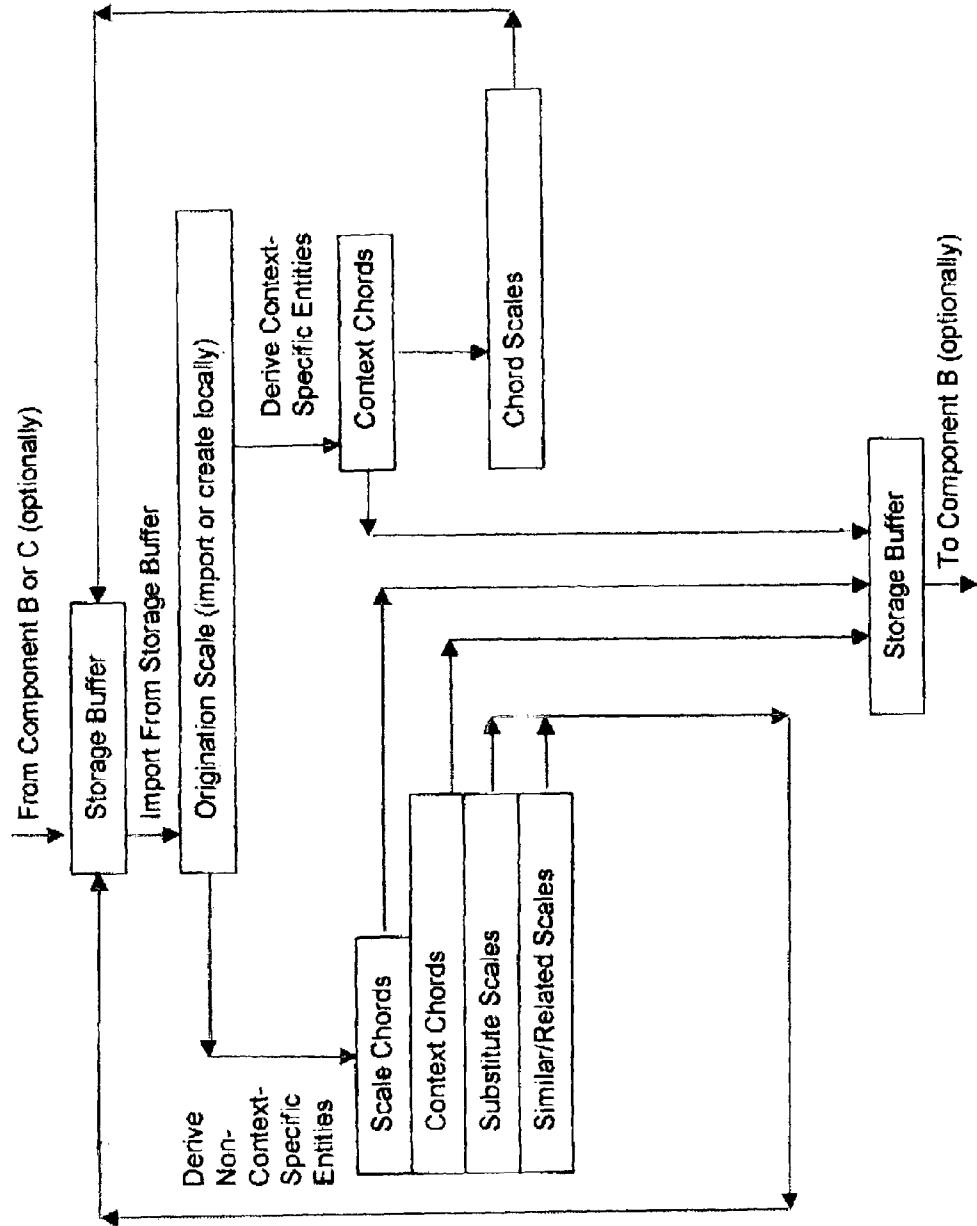 From Component B or C (optionally)
Storage Buffer
Import From Storage Buffer
Origination Scale (import or create locally)
Derive Context-
Specific Entities
Context Chords
Chord Scales
Derive
Non-
Context-
Specific
Entities
Scale Chords
Context Chords
Substitute Scales
Similar/Related Scales
Storage Buffer
To Component B (optionally)